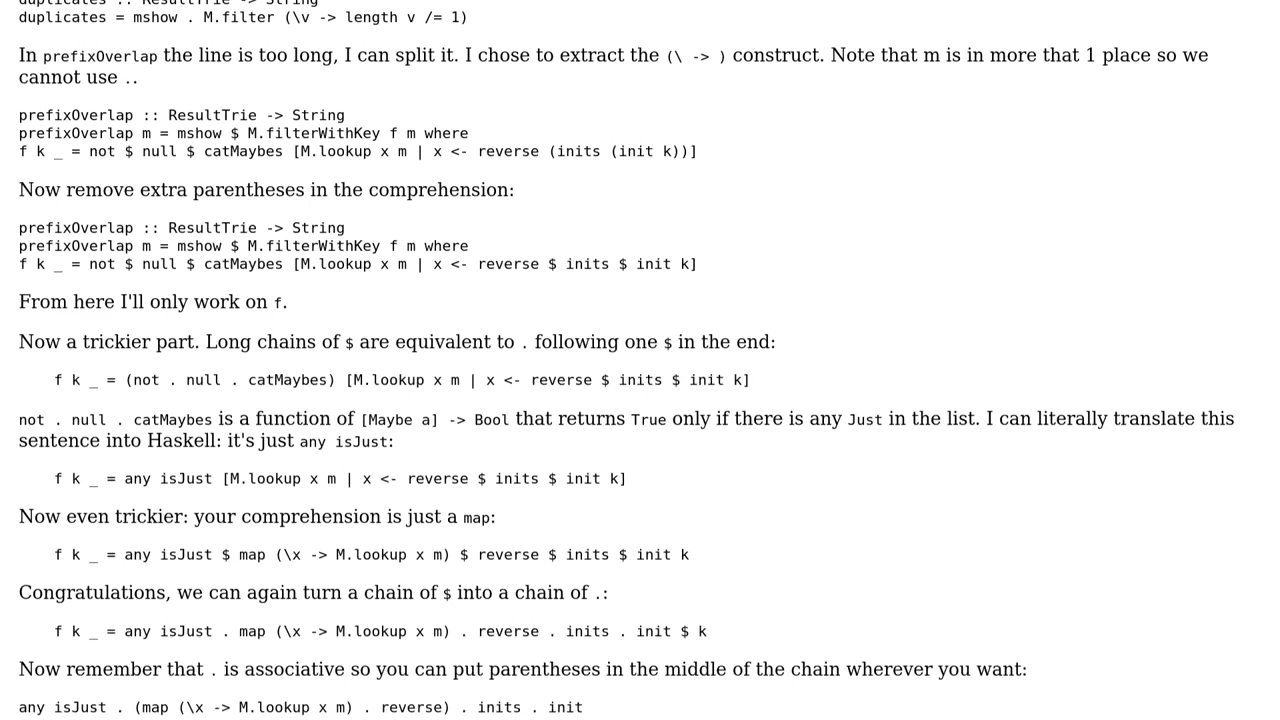 duplicates :: ResultTrie -> String
duplicates = mshow . M.filter (\v -> length v /= 1)
In prefixOverlap the line is too long, I can split it. I chose to extract the (\ -> ) construct. Note that m is in more that 1 place so we
cannot use ..
prefixOverlap :: ResultTrie -> String
prefixOverlap m = mshow $ M.filterWithKey f m where
f k _ = not $ null $ catMaybes [M.lookup x m | x <- reverse (inits (init k))]
Now remove extra parentheses in the comprehension:
prefixOverlap :: ResultTrie -> String
prefixOverlap m = mshow $ M.filterWithKey f m where
f k _ = not $ null $ catMaybes [M.lookup x m | x <- reverse $ inits $ init k]
From here I'll only work on f.
Now a trickier part. Long chains of $ are equivalent to . following one $ in the end:
f k _ = (not . null . catMaybes) [M.lookup x m | x <- reverse $ inits $ init k]
not . null . catMaybes is a function of [Maybe a] -> Bool that returns True only if there is any Just in the list. I can literally translate this
sentence into Haskell: it's just any isJust:
f k _ = any isJust [M.lookup x m | x <- reverse $ inits $ init k]
Now even trickier: your comprehension is just a map:
f k _ = any isJust $ map (\x -> M.lookup x m) $ reverse $ inits $ init k
Congratulations, we can again turn a chain of $ into a chain of .:
f k _ = any isJust . map (\x -> M.lookup x m) . reverse . inits . init $ k
Now remember that . is associative so you can put parentheses in the middle of the chain wherever you want:
any isJust . (map (\x -> M.lookup x m) . reverse) . inits . init